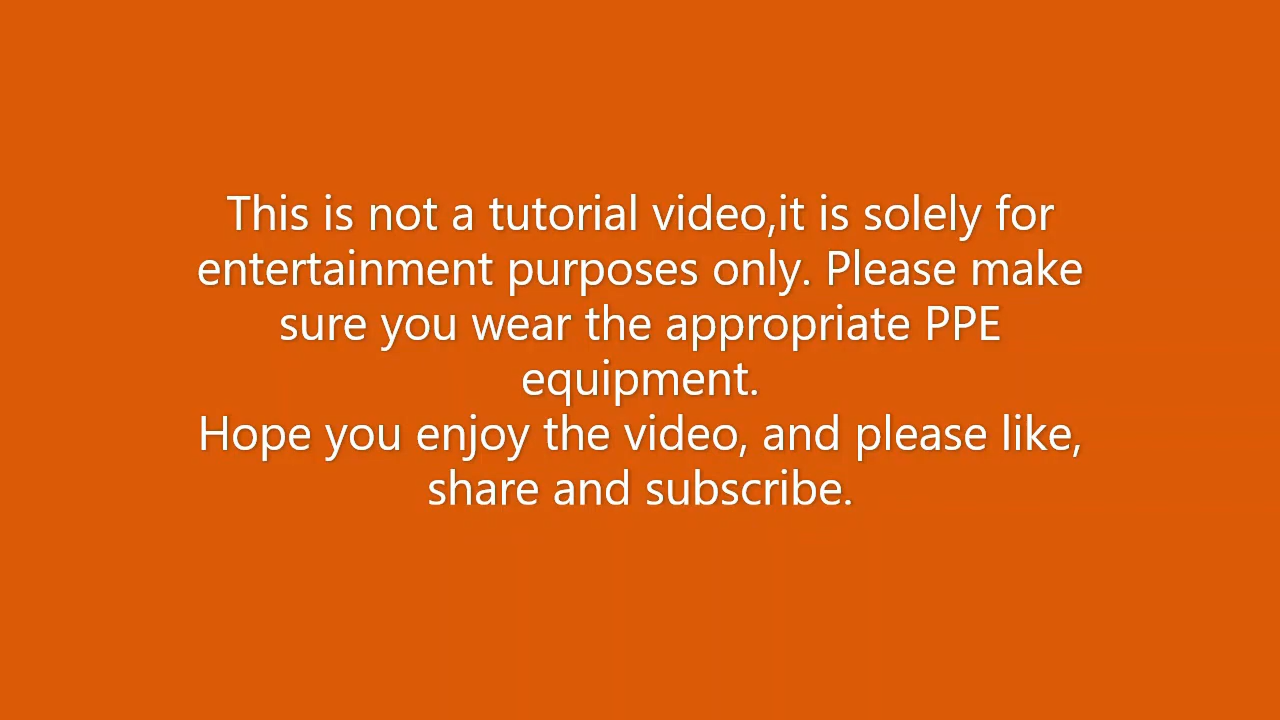 This is not a tutorial video,it is solely for
entertainment purposes only. Please make
sure you wear the appropriate PPE
equipment.
Hope you enjoy the video, and please like,
share and subscribe.